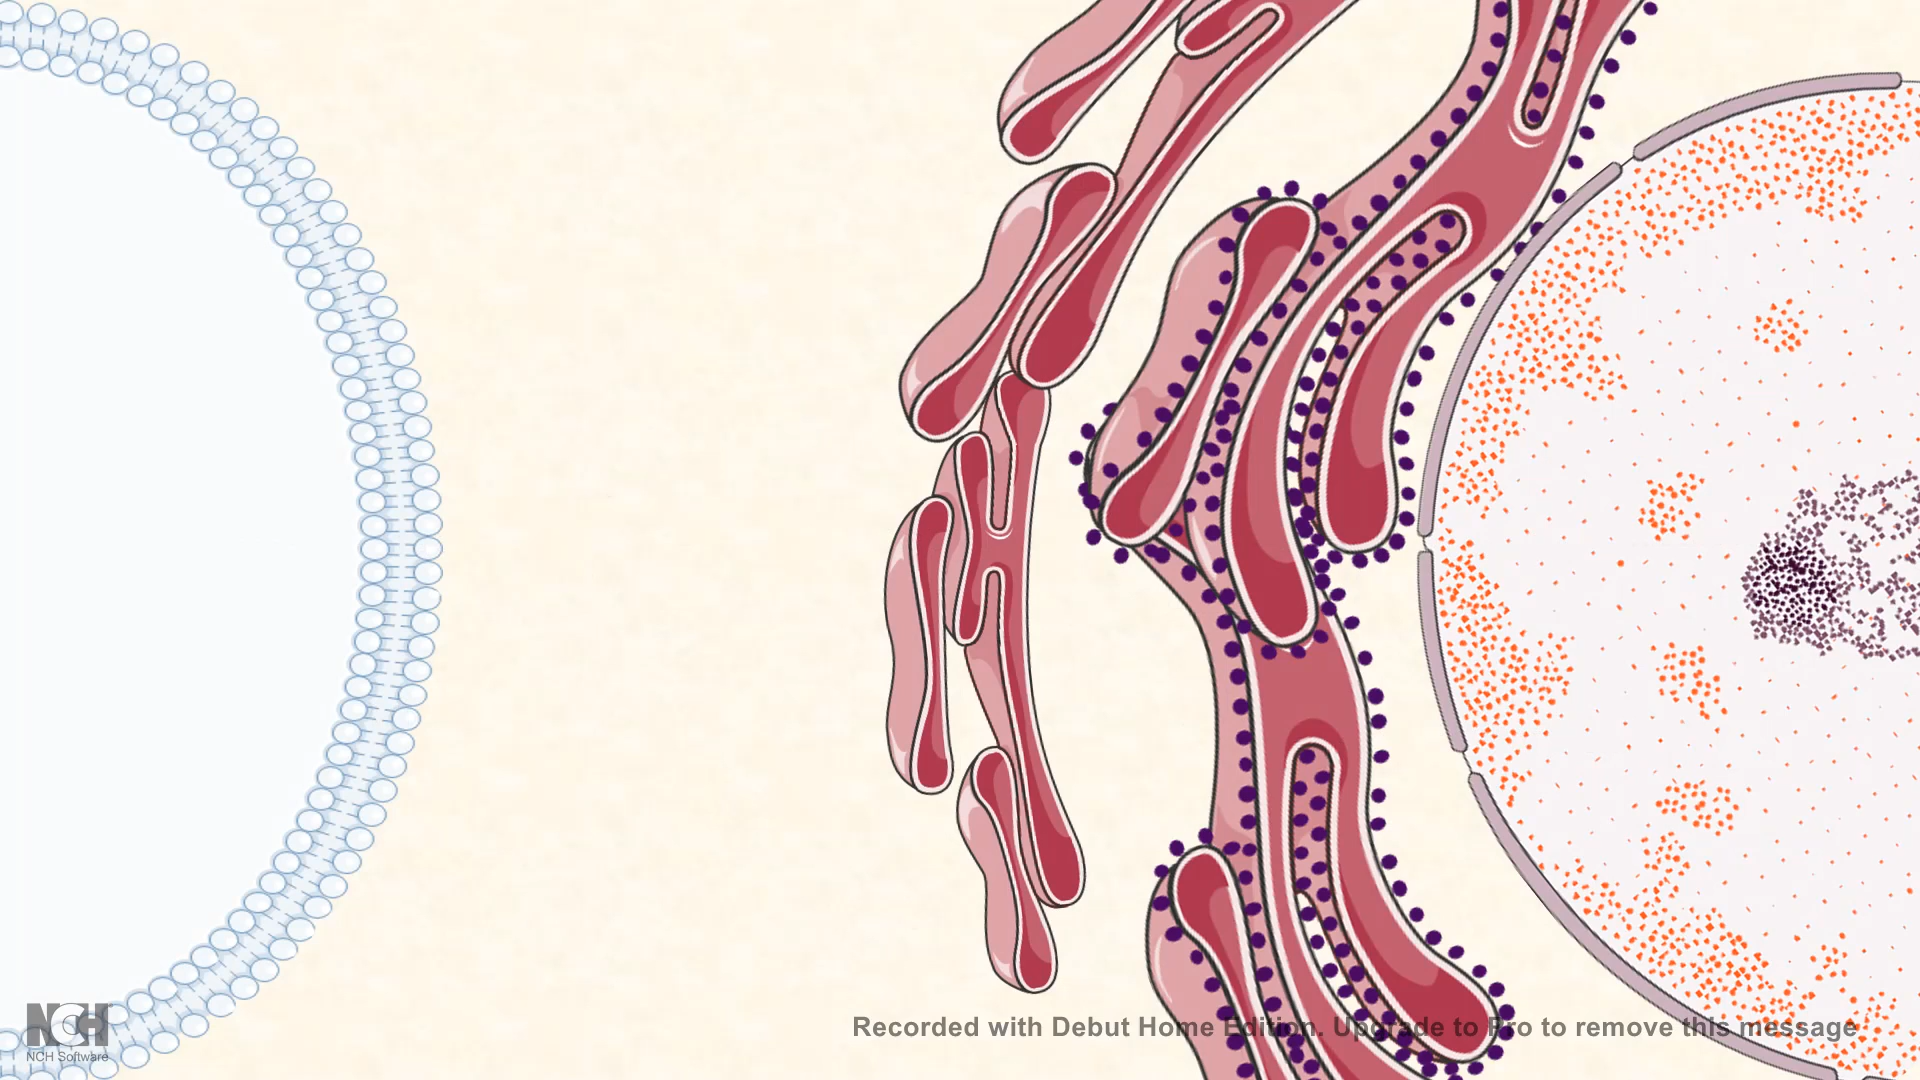 NCH
NCH Software
Recorded with Debut Home Edition. Upgrade to Pro to remove this message